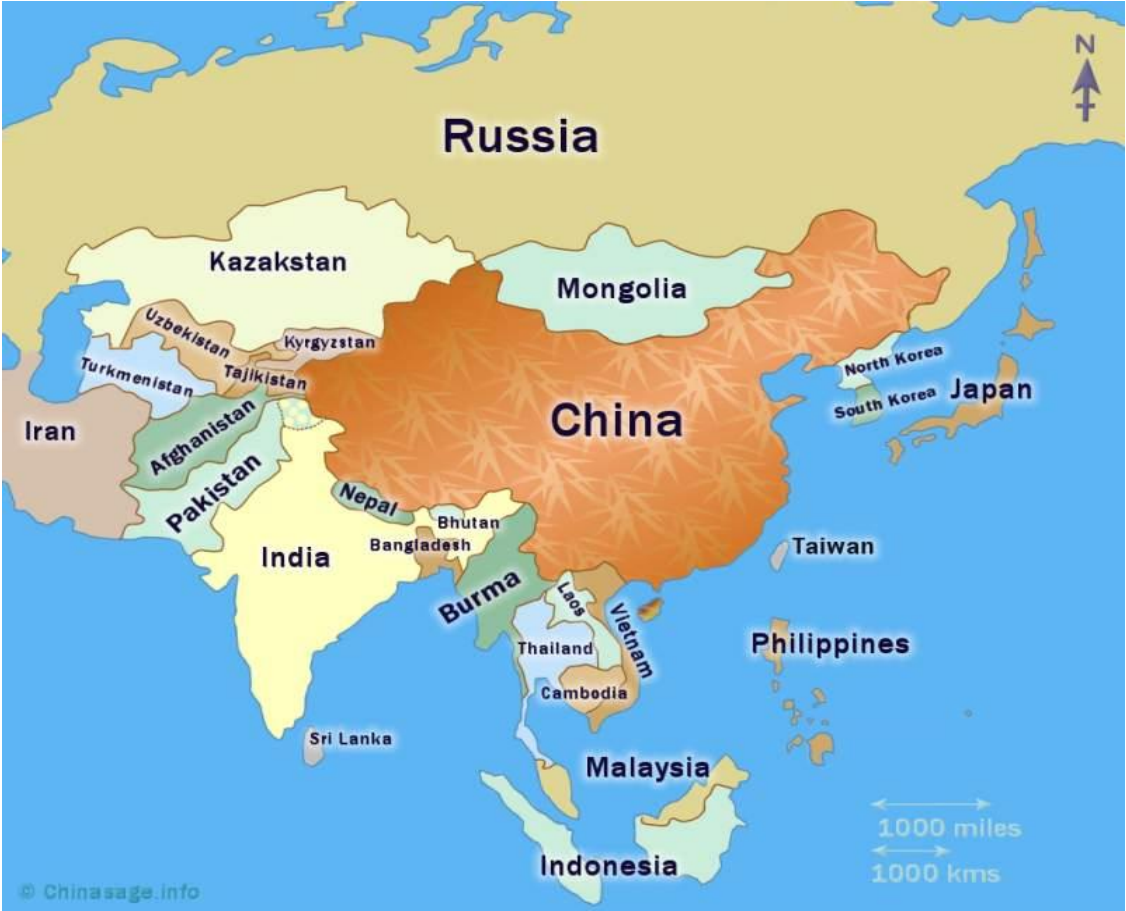 N
Russia
Kazakstan
Mongolia
Uzbekistan
Kyrgyzstan
Turkmenistan
Tajikistan
North Korea
South Korea
Japan
Iran
Afghanistan
China
Pakistan
Nepal
Bhutan
Bangladesh
India
Taiwan
Burma
Laos
Vietnam
Thailand
Philippines
Cambodia
Sri Lanka
Malaysia
1000 miles
Indonesia
1000 kms
© Chinasage.info